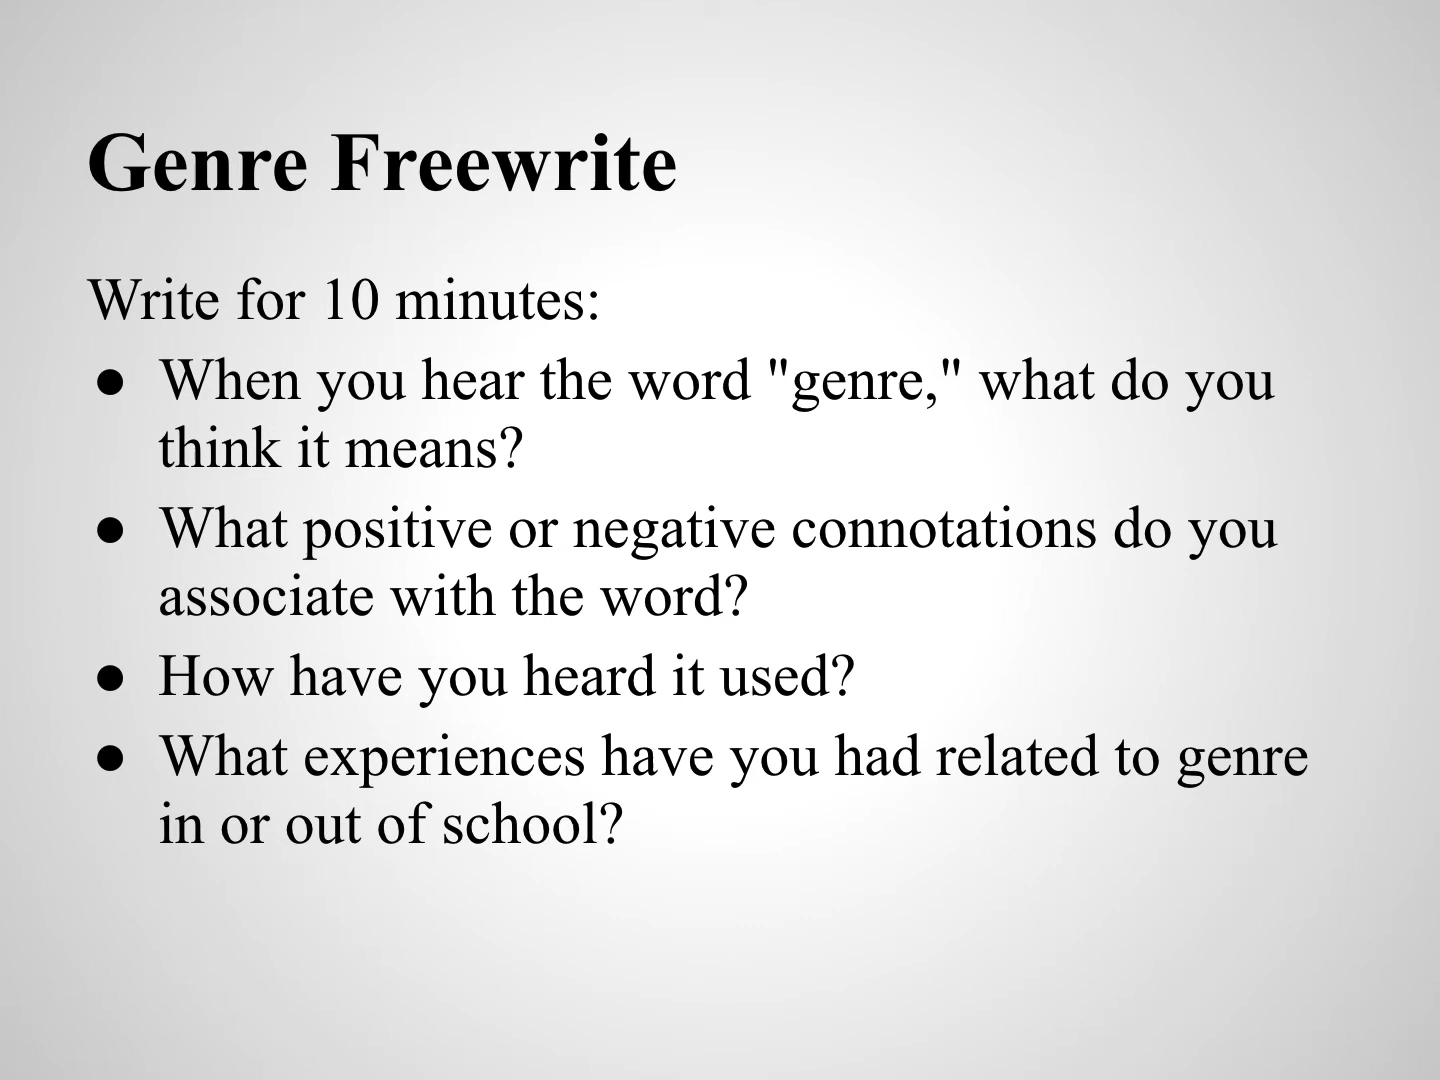 Genre Freewrite
Write for 10 minutes:
● When you hear the word "genre," what do you
think it means?
● What positive or negative connotations do you
associate with the word?
● How have you heard it used?
● What experiences have you had related to genre
in or out of school?